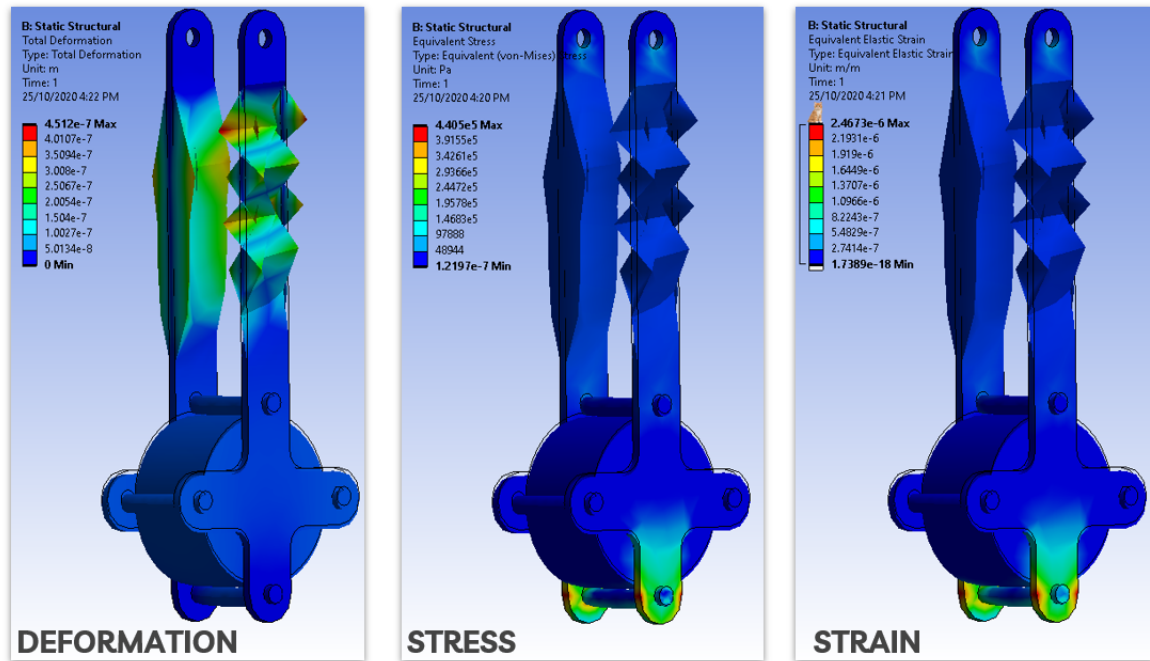 B: Static Structural
Total Deformation
Type: Total Deformation
Unit: m
Time: 1
25/10/2020 4:22 PM
4.512e-7 Max
4.0107e-7
3.5094e-7
3.008e-7
2.5067e-7
2.0054e-7
1.504e-7
1.0027e-7
5.0134e-8
0 Min
DEFORMATION
B: Static Structural
Equivalent Stress
Type: Equivalent (von-Mises) Stress
Unit: Pa
Time: 1
25/10/2020 4:20 PM
4.405e5 Max
3.9155e5
3.4261e5
2.9366e5
2.4472e5
1.9578e5
1.4683e5
97888
48944
1.2197e-7 Min
STRESS
B: Static Structural
Equivalent Elastic Strain
Type: Equivalent Elastic Strain
Unit: m/m
Time: 1
25/10/2020 4:21 PM
2.4673e-6 Max
2.1931e-6
1.919e-6
1.6449e-6
1.3707e-6
1.0966e-6
8.2243e-7
5.4829e-7
2.7414e-7
1.7389e-18 Min
STRAIN